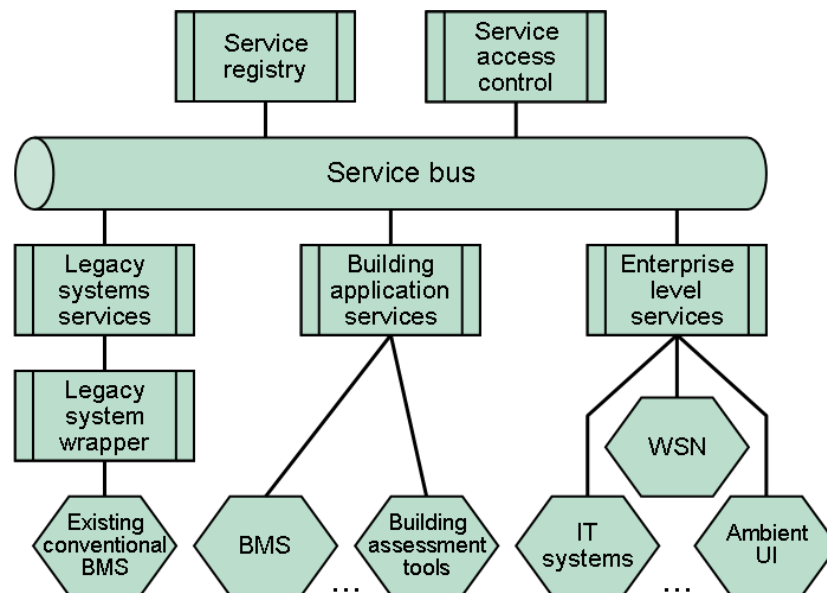 Service
registry
Service
access
control
Service bus
Legacy
systems
services
Building
application
services
Enterprise
level
services
Legacy
system
wrapper
WSN
Existing
conventional
BMS
BMS
...
Building
assessment
tools
IT
systems
...
Ambient
UI